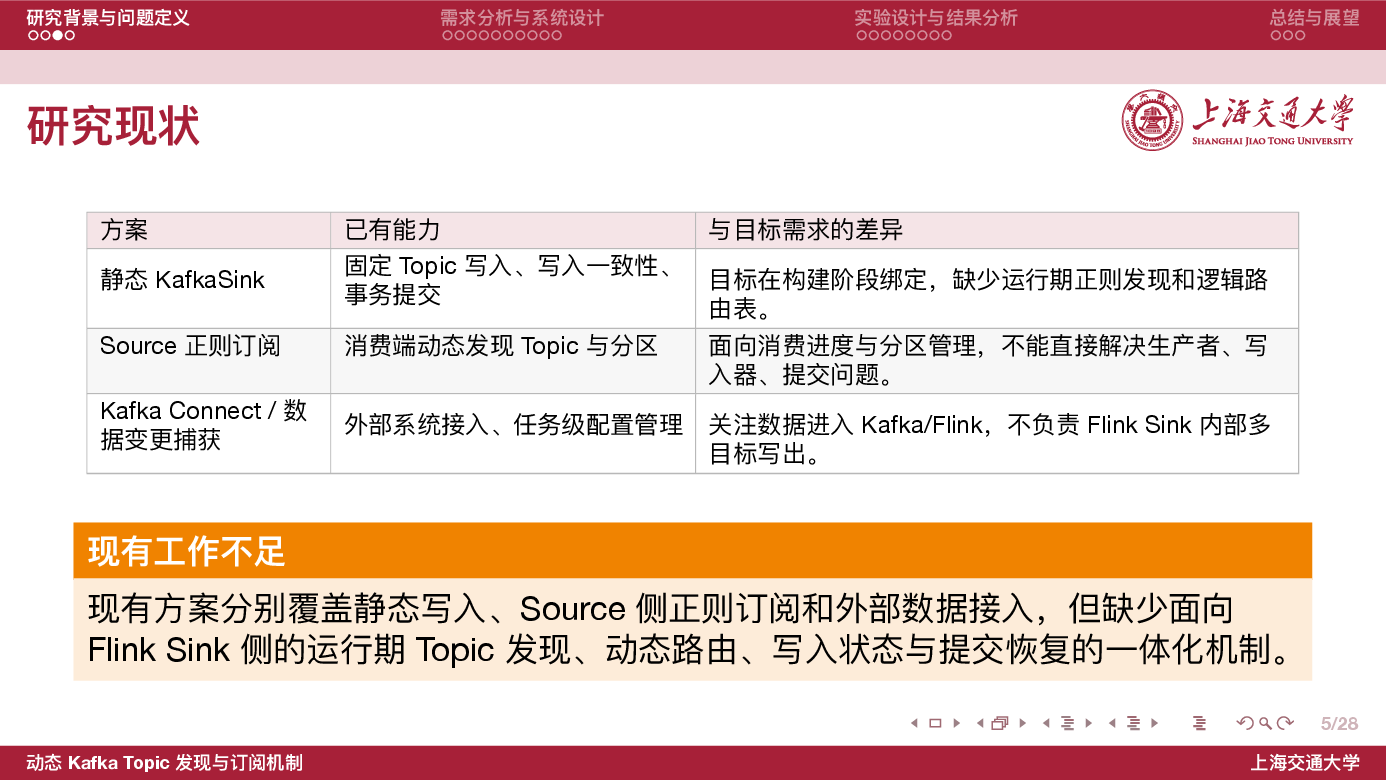 研究背景与问题定义
需求分析与系统设计
实验设计与结果分析
总结与展望
研究现状
上海交通大学
SHANGHAI JIAO TONG UNIVERSITY
方案
已有能力
与目标需求的差异
静态 KafkaSink
固定 Topic 写入、写入一致性、
事务提交
目标在构建阶段绑定，缺少运行期正则发现和逻辑路
由表。
Source 正则订阅
消费端动态发现 Topic 与分区
面向消费进度与分区管理，不能直接解决生产者、写
入器、提交问题。
Kafka Connect / 数
据变更捕获
外部系统接入、任务级配置管理
关注数据进入 Kafka/Flink，不负责 Flink Sink 内部多
目标写出。
现有工作不足
现有方案分别覆盖静态写入、Source 侧正则订阅和外部数据接入，但缺少面向
Flink Sink 侧的运行期 Topic 发现、动态路由、写入状态与提交恢复的一体化机制。
5/28
动态 Kafka Topic 发现与订阅机制
上海交通大学